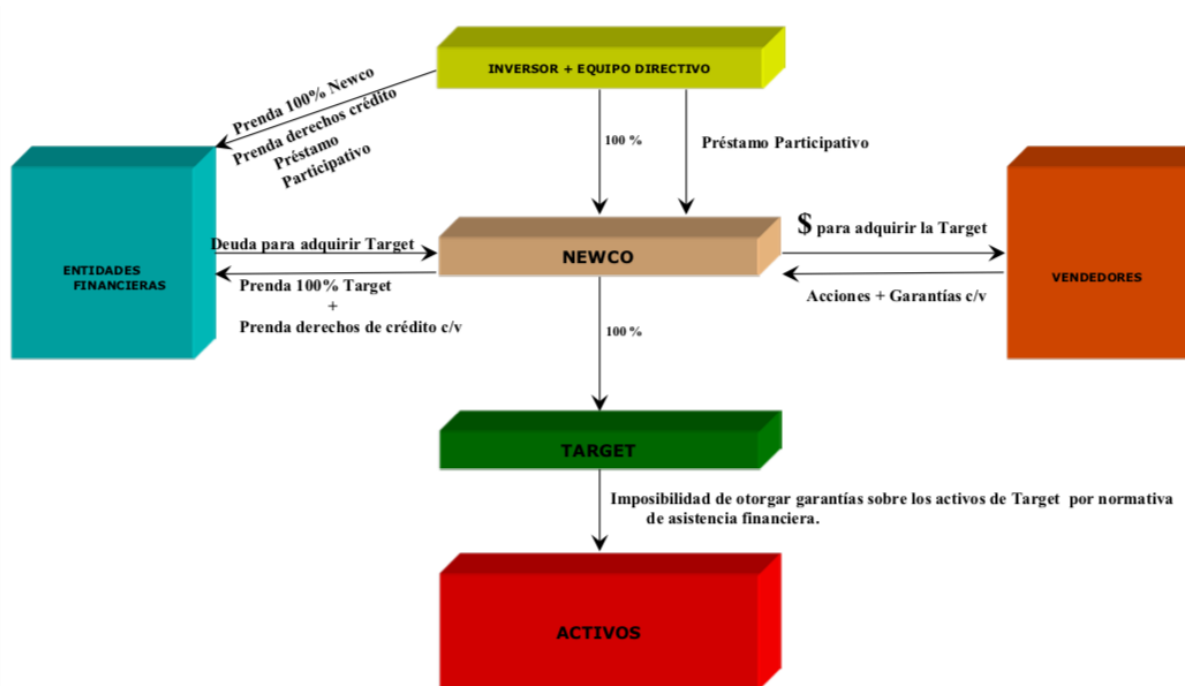 INVERSOR + EQUIPO DIRECTIVO
Prenda 100% Newco
Prenda derechos crédito
Préstamo
Participativo
100 %
Préstamo Participativo
ENTIDADES
FINANCIERAS
Deuda para adquirir Target
Prenda 100% Target
+
Prenda derechos de crédito c/v
NEWCO
$ para adquirir la Target
Acciones + Garantías c/v
VENDEDORES
100 %
TARGET
Imposibilidad de otorgar garantías sobre los activos de Target por normativa
de asistencia financiera.
ACTIVOS